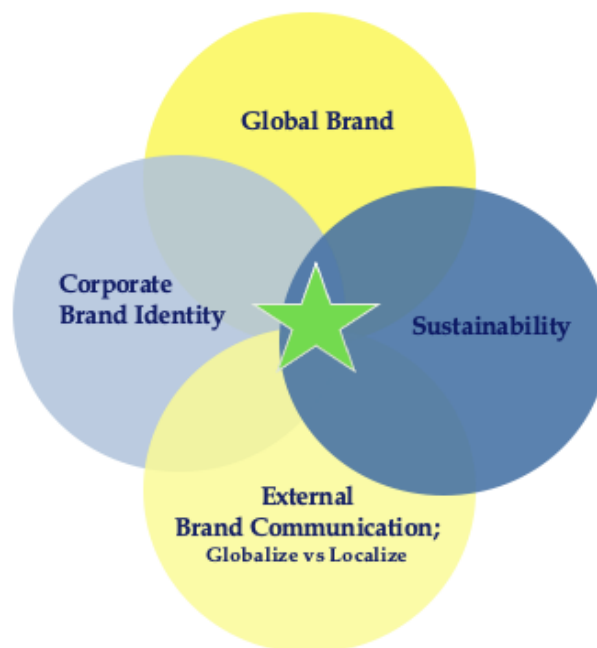 Global Brand
Corporate
Brand Identity
Sustainability
External
Brand Communication;
Globalize vs Localize